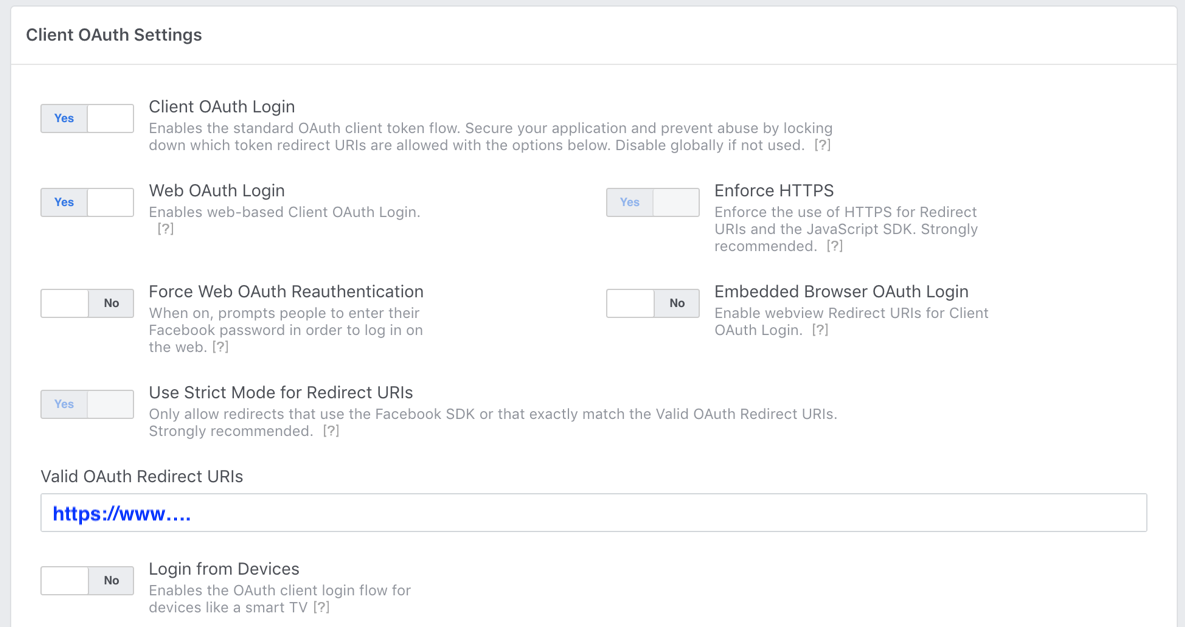 Client OAuth Settings
Yes
Client OAuth Login
Enables the standard OAuth client token flow. Secure your application and prevent abuse by locking
down which token redirect URIs are allowed with the options below. Disable globally if not used. [?]
Yes
Web OAuth Login
Enables web-based Client OAuth Login.
[?]
Yes
Enforce HTTPS
Enforce the use of HTTPS for Redirect
URIs and the JavaScript SDK. Strongly
recommended. [?]
No
Force Web OAuth Reauthentication
When on, prompts people to enter their
Facebook password in order to log in on
the web. [?]
No
Embedded Browser OAuth Login
Enable webview Redirect URIs for Client
OAuth Login. [?]
Yes
Use Strict Mode for Redirect URIs
Only allow redirects that use the Facebook SDK or that exactly match the Valid OAuth Redirect URIs.
Strongly recommended. [?]
Valid OAuth Redirect URIs
https://www....
No
Login from Devices
Enables the OAuth client login flow for
devices like a smart TV [?]